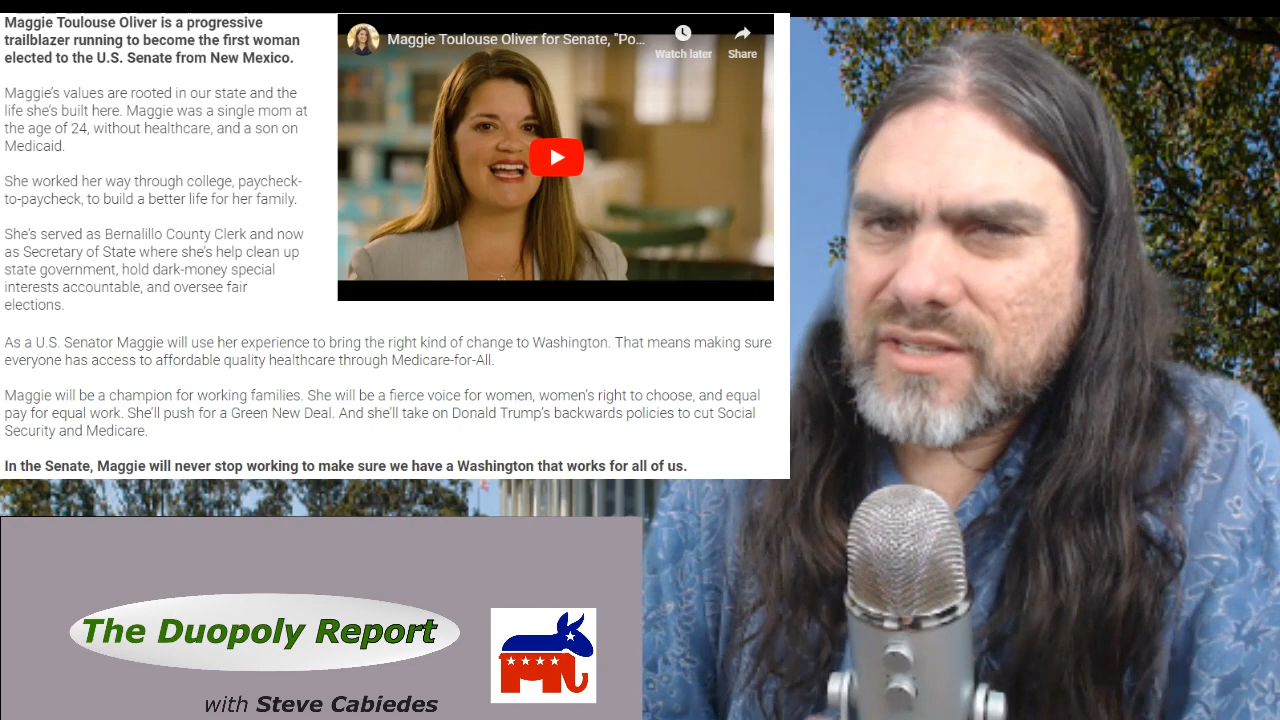 Maggie Toulouse Oliver is a progressive
trailblazer running to become the first woman
elected to the U.S. Senate from New Mexico.
Maggie's values are rooted in our state and the
life she's built here. Maggie was a single mom at
the age of 24, without healthcare, and a son on
Medicaid.
She worked her way through college, paycheck-
to-paycheck, to build a better life for her family.
She's served as Bernalillo County Clerk and now
as Secretary of State where she's help clean up
state government, hold dark-money special
interests accountable, and oversee fair
elections.
Maggie Toulouse Oliver for Senate, "Po...
Watch later
Share
As a U.S. Senator Maggie will use her experience to bring the right kind of change to Washington. That means making sure
everyone has access to affordable quality healthcare through Medicare-for-All.
Maggie will be a champion for working families. She will be a fierce voice for women, women's right to choose, and equal
pay for equal work. She'll push for a Green New Deal. And she'll take on Donald Trump's backwards policies to cut Social
Security and Medicare.
In the Senate, Maggie will never stop working to make sure we have a Washington that works for all of us.
The Duopoly Report
with Steve Cabiedes